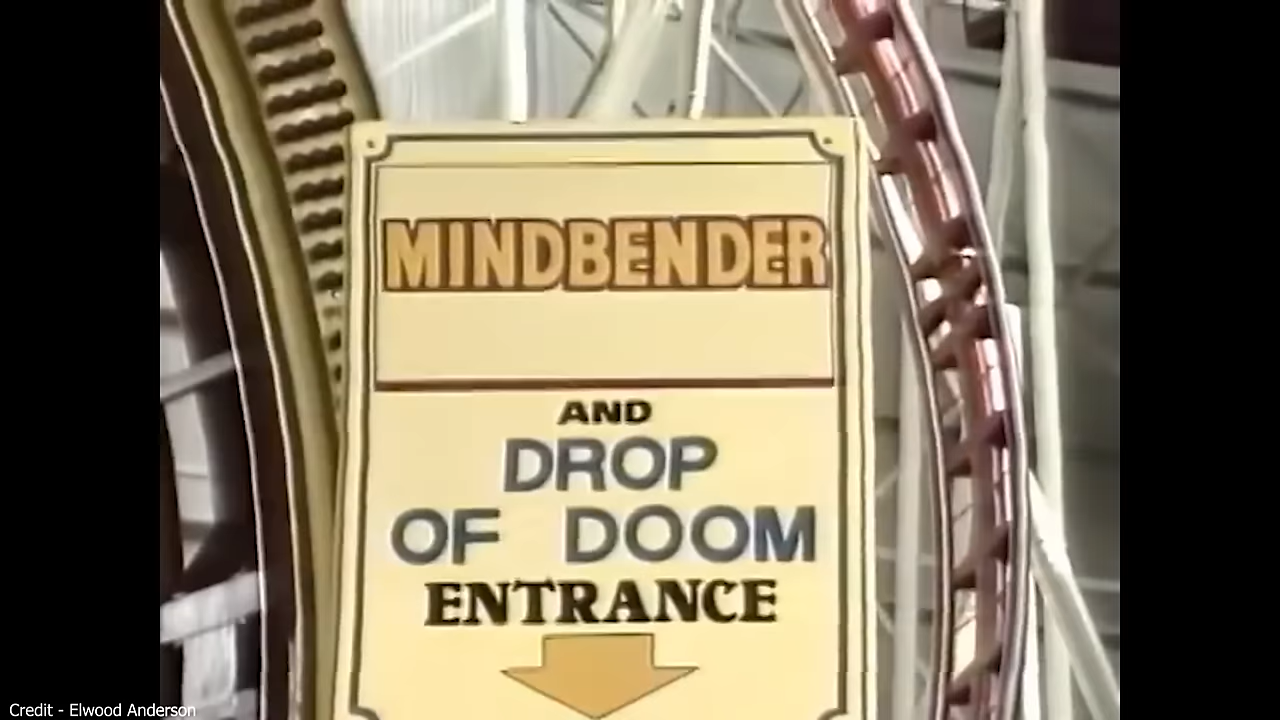 MINDBENDER
AND
DROP
OF DOOM
ENTRANCE
Credit - Elwood Anderson